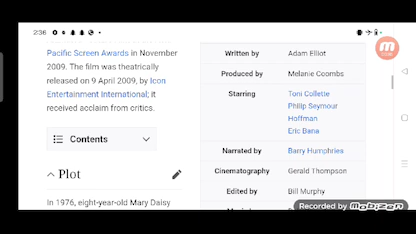 2:36
Pacific Screen Awards in November
2009. The film was theatrically
released on 9 April 2009, by Icon
Entertainment International; it
received acclaim from critics.
Contents
Plot
In 1976, eight-year-old Mary Daisy
Written by Adam Elliot
Produced by Melanie Coombs
Starring Toni Collette
Philip Seymour
Hoffman
Eric Bana
Narrated by Barry Humphries
Cinematography Gerald Thompson
Edited by Bill Murphy
Recorded by Mobizen